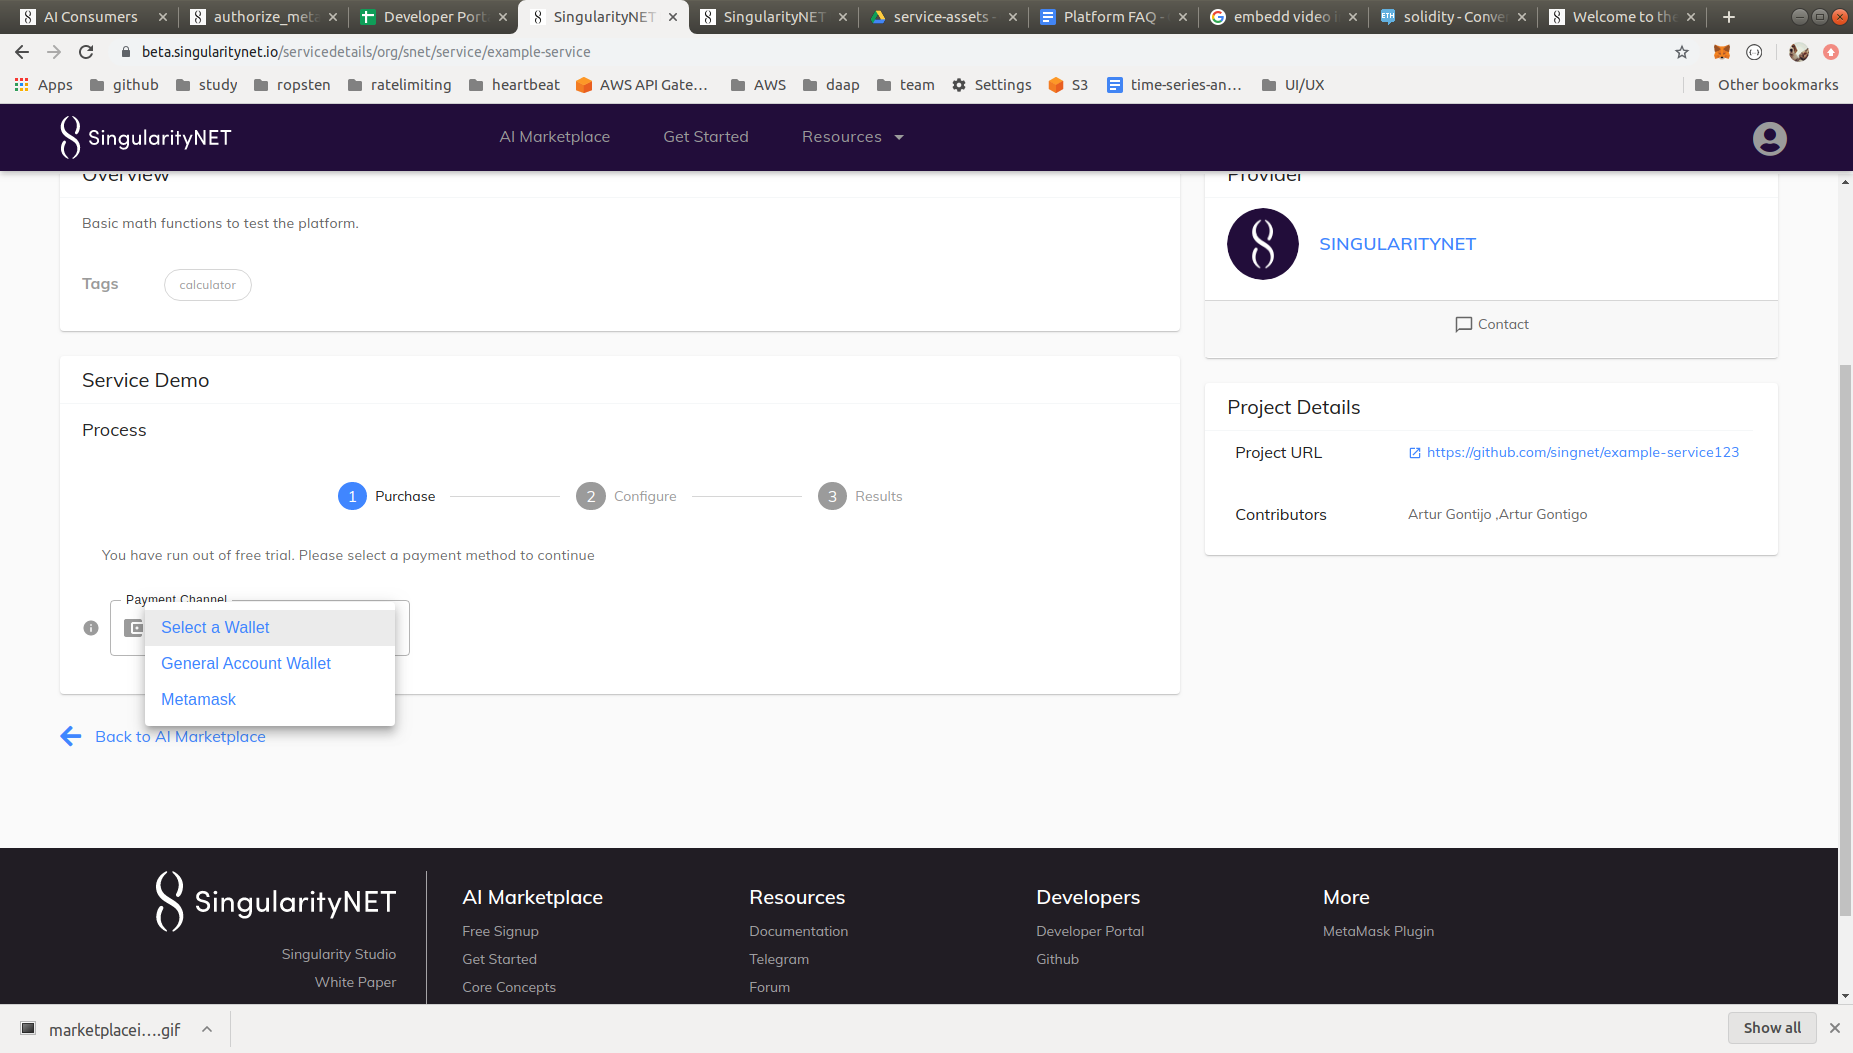 AI Consumers
authorize_meta
Developer Port
SingularityNET
SingularityNET
service-assets -
Platform FAQ -
embedd video i
solidity - Conve
Welcome to the
beta.singularitynet.io/servicedetails/org/snet/service/example-service
Apps
github
study
ropsten
ratelimiting
heartbeat
AWS API Gate...
AWS
daap
team
Settings
S3
time-series-an...
UI/UX
Other bookmarks
SingularityNET
AI Marketplace
Get Started
Resources
Overview
Basic math functions to test the platform.
Tags
calculator
Provider
SINGULARITYNET
Contact
Service Demo
Process
1 Purchase
2 Configure
3 Results
You have run out of free trial. Please select a payment method to continue
Payment Channel
Select a Wallet
General Account Wallet
Metamask
Back to AI Marketplace
Project Details
Project URL
https://github.com/singnet/example-service123
Contributors
Artur Gontijo ,Artur Gontigo
SingularityNET
Singularity Studio
White Paper
AI Marketplace
Free Signup
Get Started
Core Concepts
Resources
Documentation
Telegram
Forum
Developers
Developer Portal
Github
More
MetaMask Plugin
marketplacei....gif
Show all